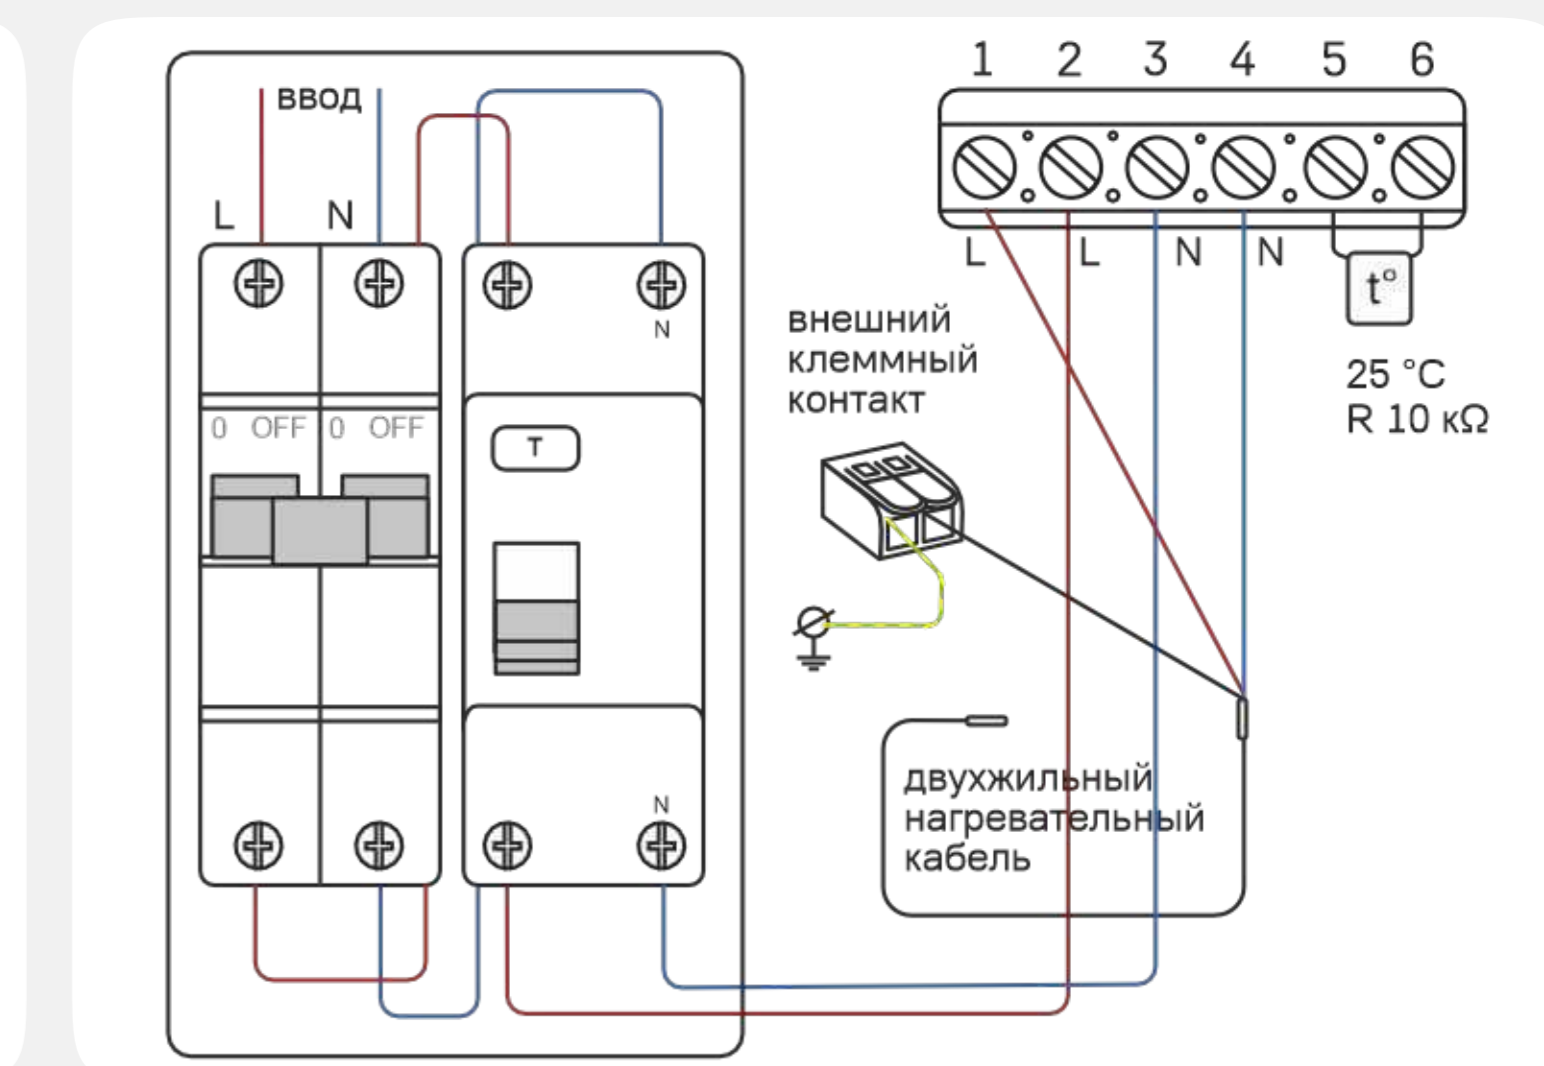 ввод
L N
N
0 OFF 0 OFF
T
N
1 2 3 4 5 6
L L N N
t°
25 °C
R 10 кΩ
внешний
клеммный
контакт
двухжильный
нагревательный
кабель